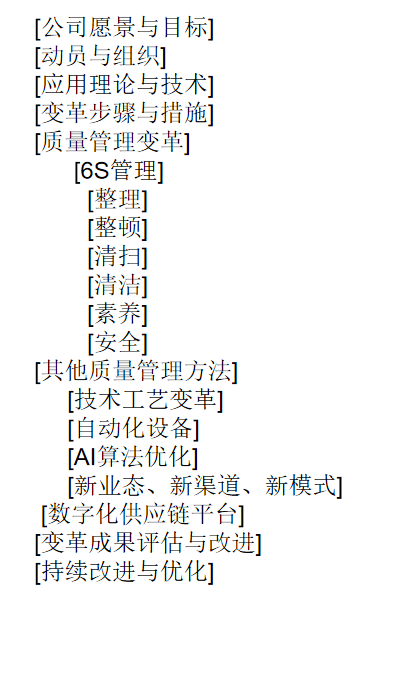 [公司愿景与目标]
[动员与组织]
[应用理论与技术]
[变革步骤与措施]
[质量管理变革]
[6S管理]
[整理]
[整顿]
[清扫]
[清洁]
[素养]
[安全]
[其他质量管理方法]
[技术工艺变革]
[自动化设备]
[AI算法优化]
[新业态、新渠道、新模式]
[数字化供应链平台]
[变革成果评估与改进]
[持续改进与优化]